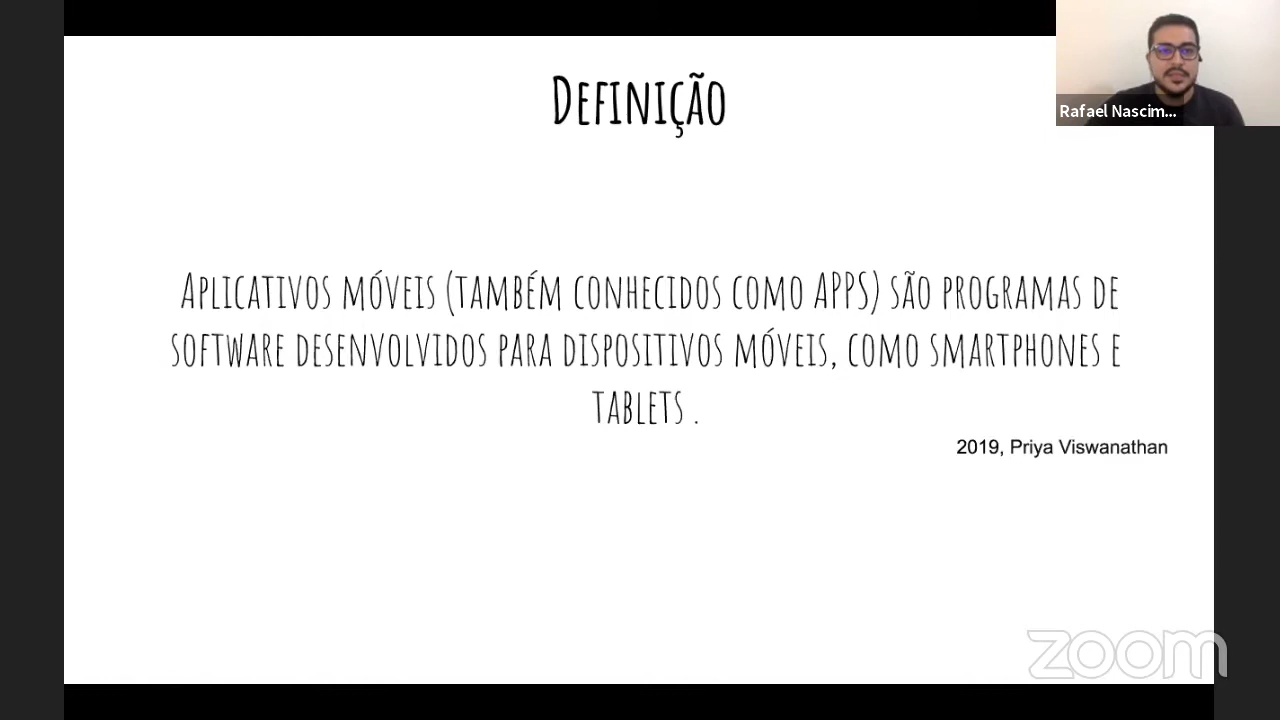 Definição
Rafael Nascim...
Aplicativos móveis (também conhecidos como APPS) são programas de
software desenvolvidos para dispositivos móveis, como smartphones e
tablets .
2019, Priya Viswanathan
zoom